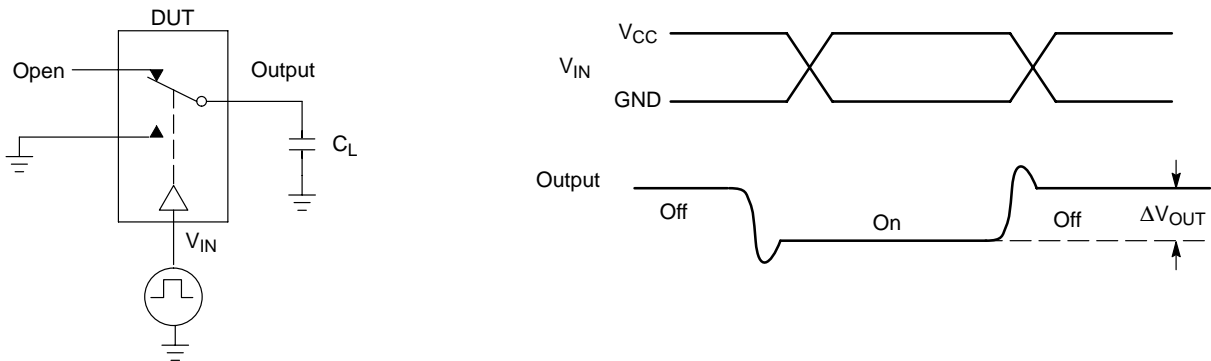 DUT
Open
Output
C_L
V_IN
V_CC
V_IN
GND
Output
Off
On
Off
ΔV_OUT